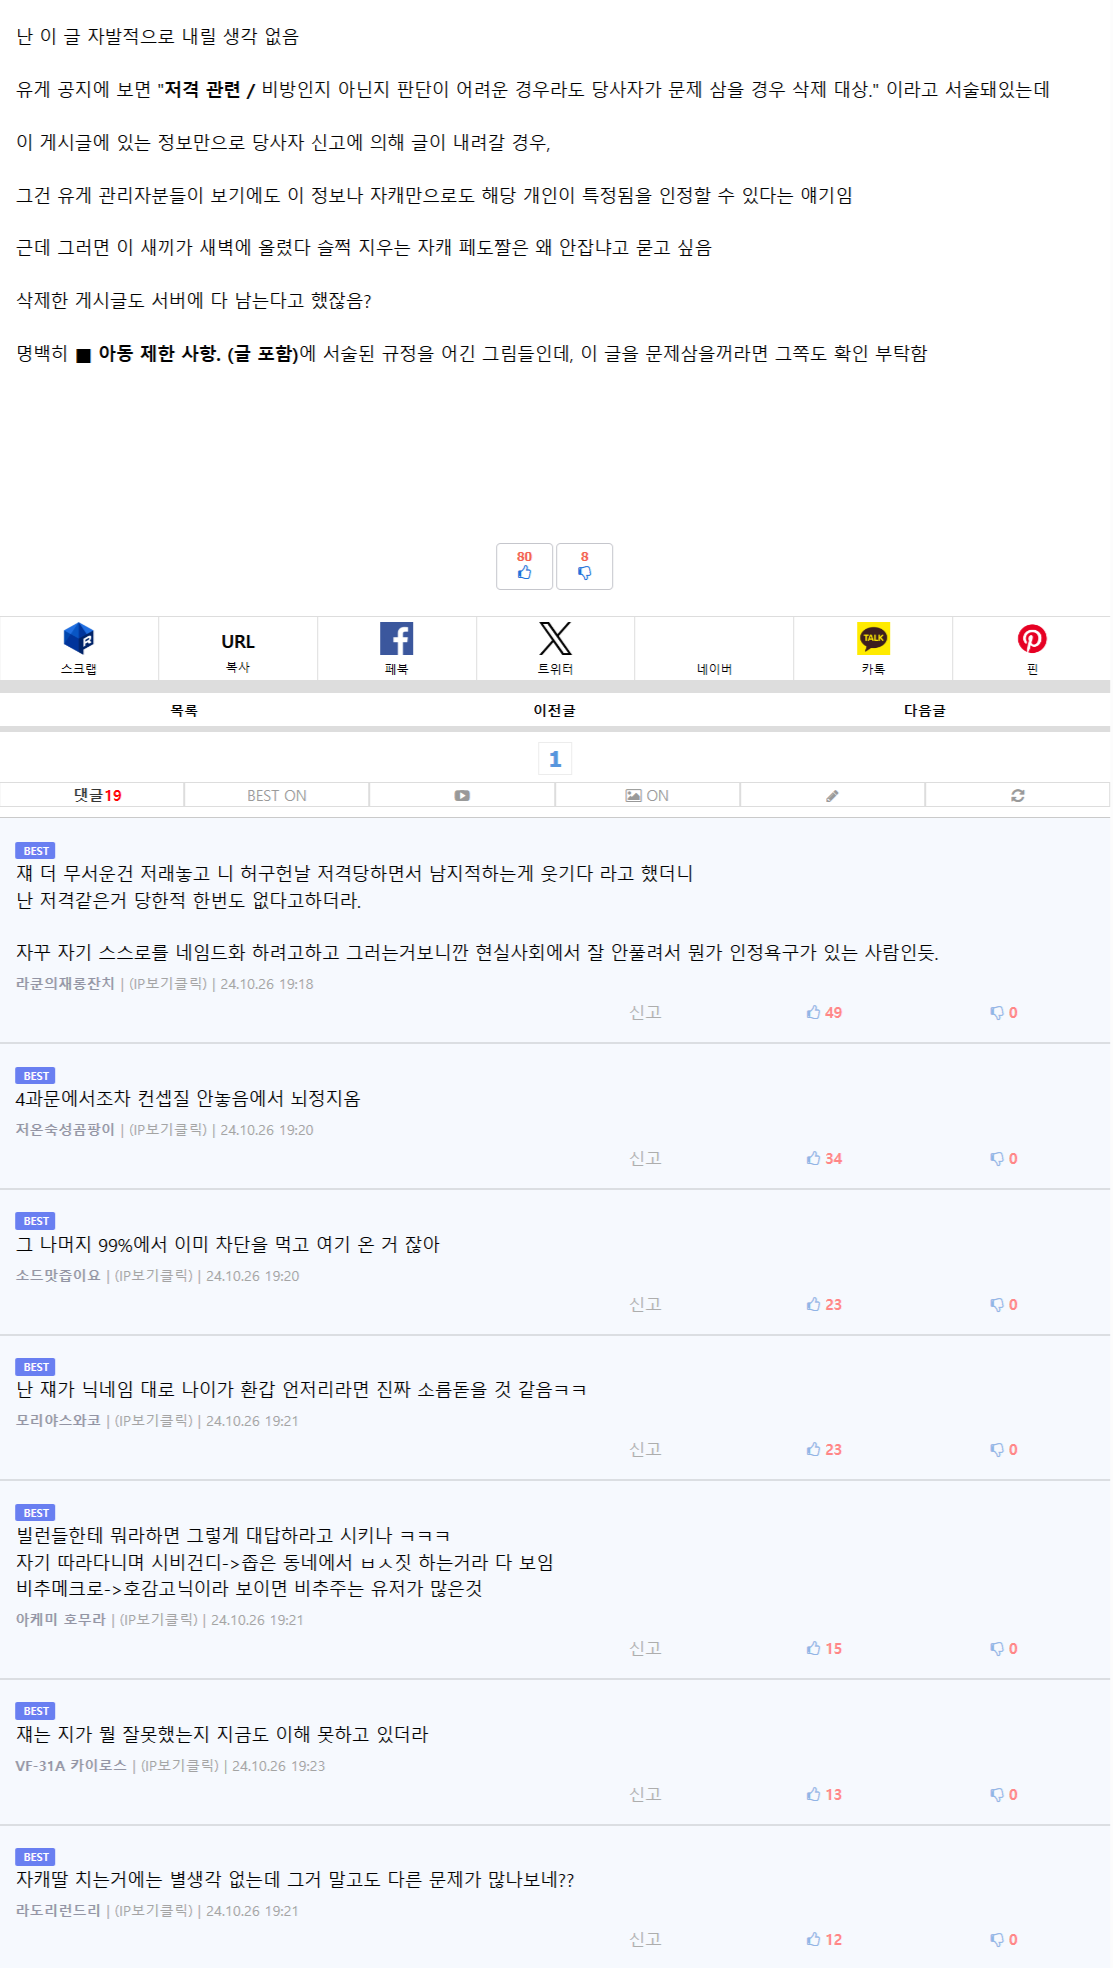 난 이 글 자발적으로 내릴 생각 없음
유게 공지에 보면 "저격 관련 / 비방인지 아닌지 판단이 어려운 경우라도 당사자가 문제 삼을 경우 삭제 대상." 이라고 서술돼있는데
이 게시글에 있는 정보만으로 당사자 신고에 의해 글이 내려갈 경우,
그건 유게 관리자분들이 보기에도 이 정보나 자캐만으로도 해당 개인이 특정됨을 인정할 수 있다는 얘기임
근데 그러면 이 새끼가 새벽에 올렸다 슬쩍 지우는 자캐 페도짤은 왜 안잡냐고 묻고 싶음
삭제한 게시글도 서버에 다 남는다고 했잖음?
명백히 ■ 아동 제한 사항. (글 포함)에 서술된 규정을 어긴 그림들인데, 이 글을 문제삼을꺼라면 그쪽도 확인 부탁함
80 8
스크랩 URL 복사 페북 트위터 네이버 TALK 카톡 핀
목록 이전글 다음글
1
댓글19 BEST ON ON
BEST
쟤 더 무서운건 저래놓고 니 허구헌날 저격당하면서 남지적하는게 웃기다 라고 했더니
난 저격같은거 당한적 한번도 없다고하더라.
자꾸 자기 스스로를 네임드화 하려고하고 그러는거보니깐 현실사회에서 잘 안풀려서 뭔가 인정욕구가 있는 사람인듯.
라쿤의재롱잔치 | (IP보기클릭) | 24.10.26 19:18
신고 49 0
BEST
4과문에서조차 컨셉질 안놓음에서 뇌정지옴
저온숙성곰팡이 | (IP보기클릭) | 24.10.26 19:20
신고 34 0
BEST
그 나머지 99%에서 이미 차단을 먹고 여기 온 거 잖아
소드맛즙이요 | (IP보기클릭) | 24.10.26 19:20
신고 23 0
BEST
난 쟤가 닉네임 대로 나이가 환갑 언저리라면 진짜 소름돋을 것 같음ㅋㅋ
모리야스와코 | (IP보기클릭) | 24.10.26 19:21
신고 23 0
BEST
빌런들한테 뭐라하면 그렇게 대답하라고 시키나 ㅋㅋㅋ
자기 따라다니며 시비건디->좁은 동네에서 ㅂㅅ짓 하는거라 다 보임
비추메크로->호감고닉이라 보이면 비추주는 유저가 많은것
아케미 호무라 | (IP보기클릭) | 24.10.26 19:21
신고 15 0
BEST
쟤는 지가 뭘 잘못했는지 지금도 이해 못하고 있더라
VF-31A 카이로스 | (IP보기클릭) | 24.10.26 19:23
신고 13 0
BEST
자캐딸 치는거에는 별생각 없는데 그거 말고도 다른 문제가 많나보네??
라도리런드리 | (IP보기클릭) | 24.10.26 19:21
신고 12 0